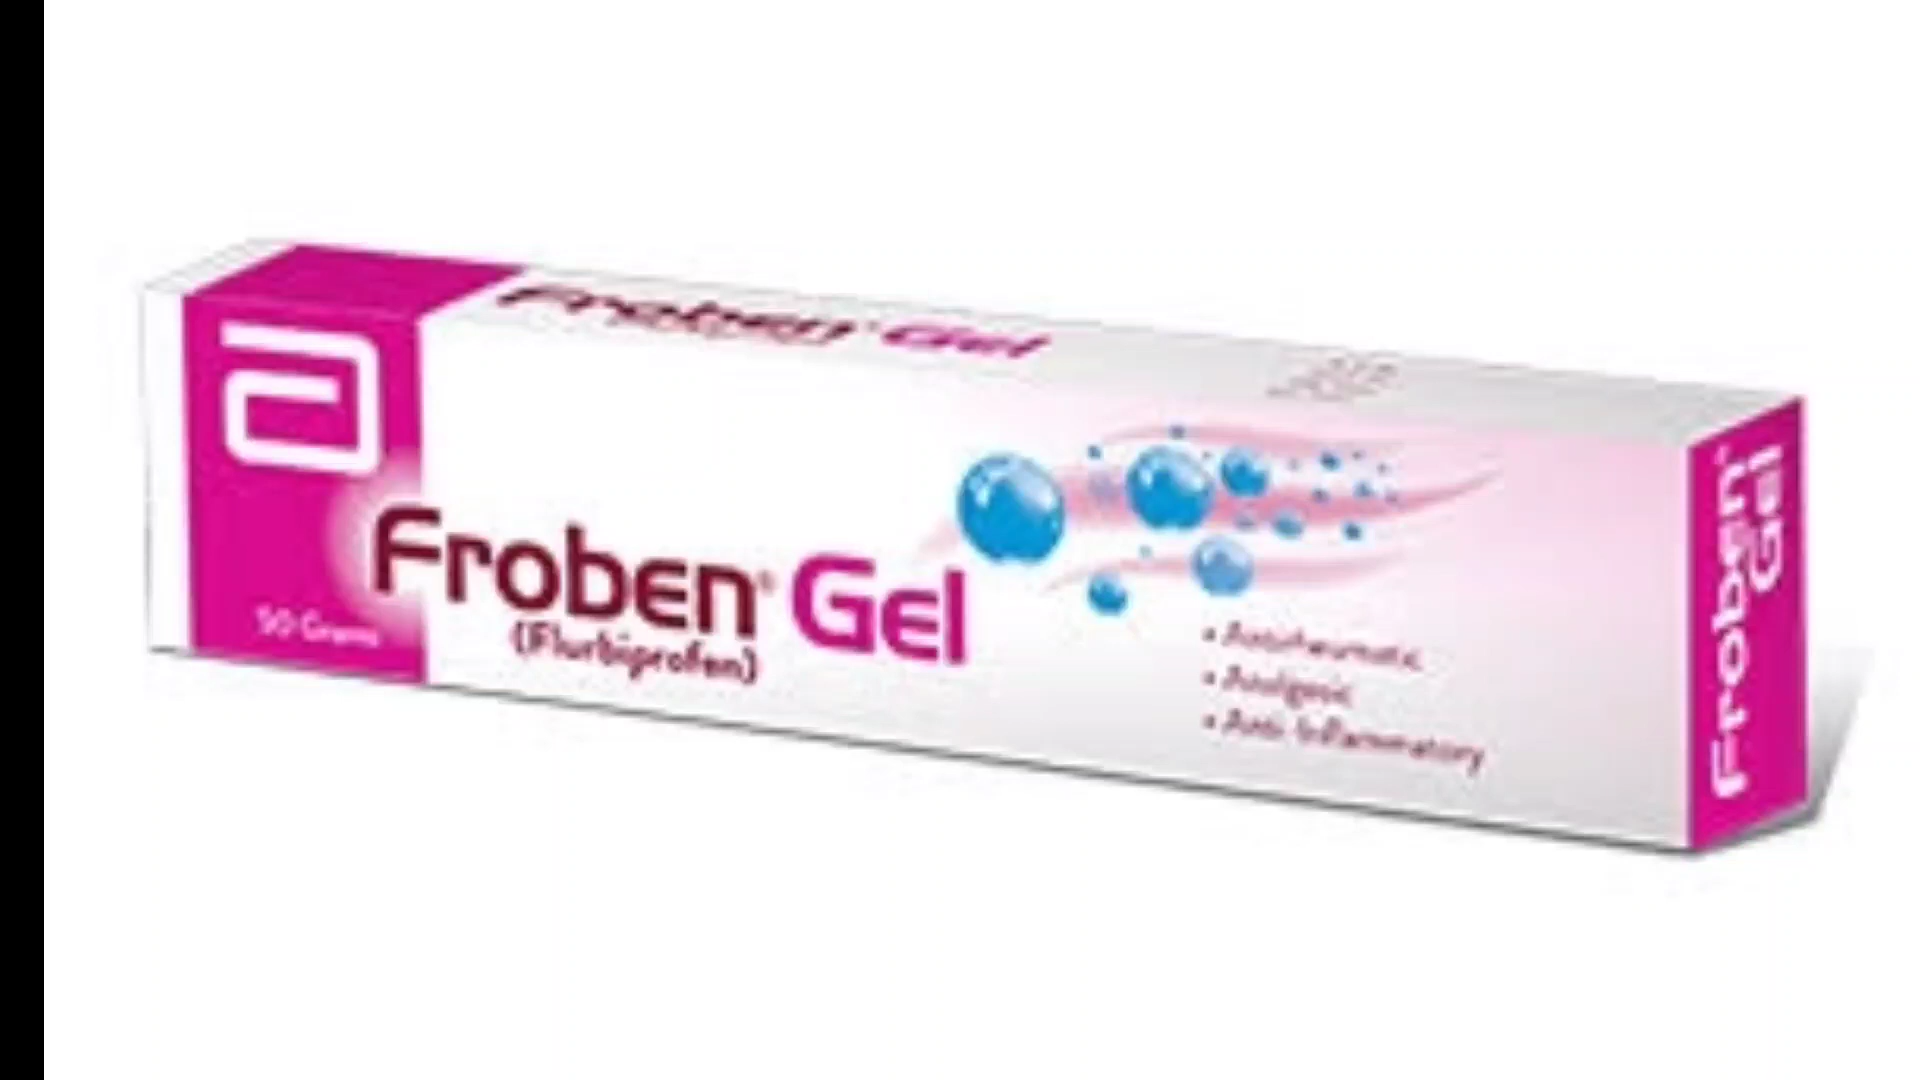 Froben® Gel
50 Grams
Froben® Gel
(Flurbiprofen)
• Antirheumatic
• Analgesic
• Anti Inflammatory
Froben®
Gel